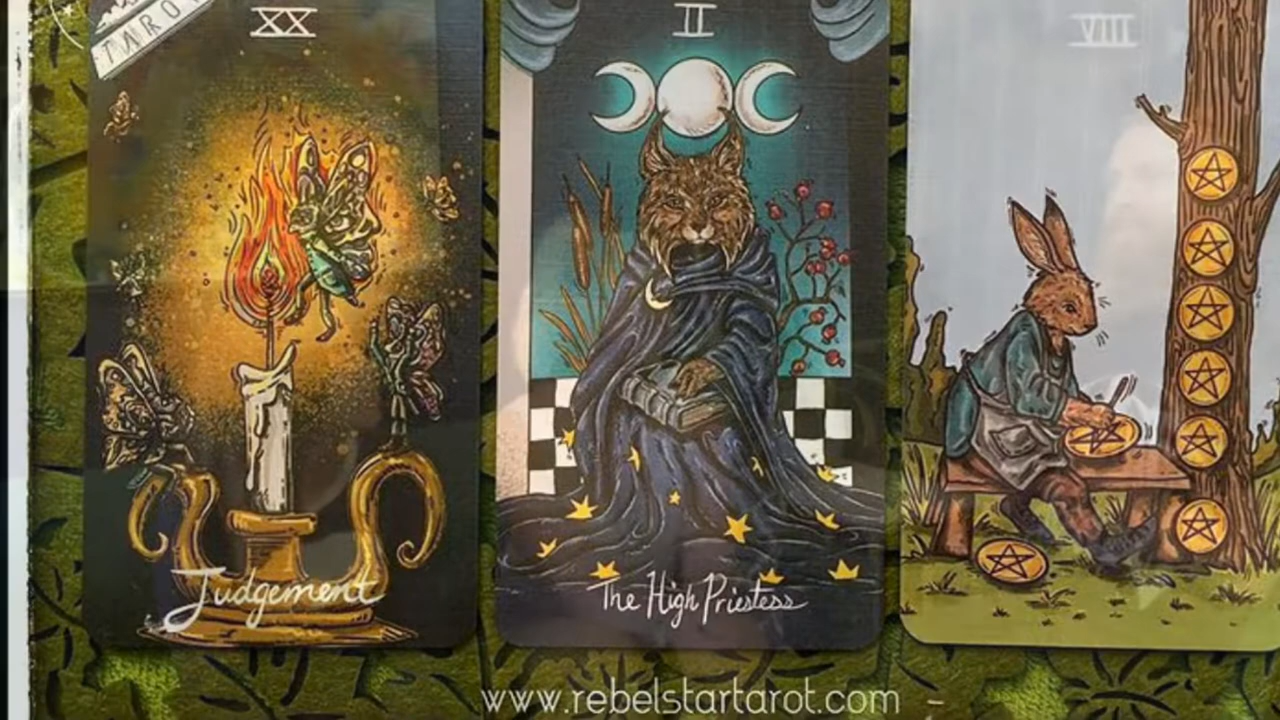 TAROT
XX
II
VIII
Judgement
The High Priestess
www.rebelstartarot.com